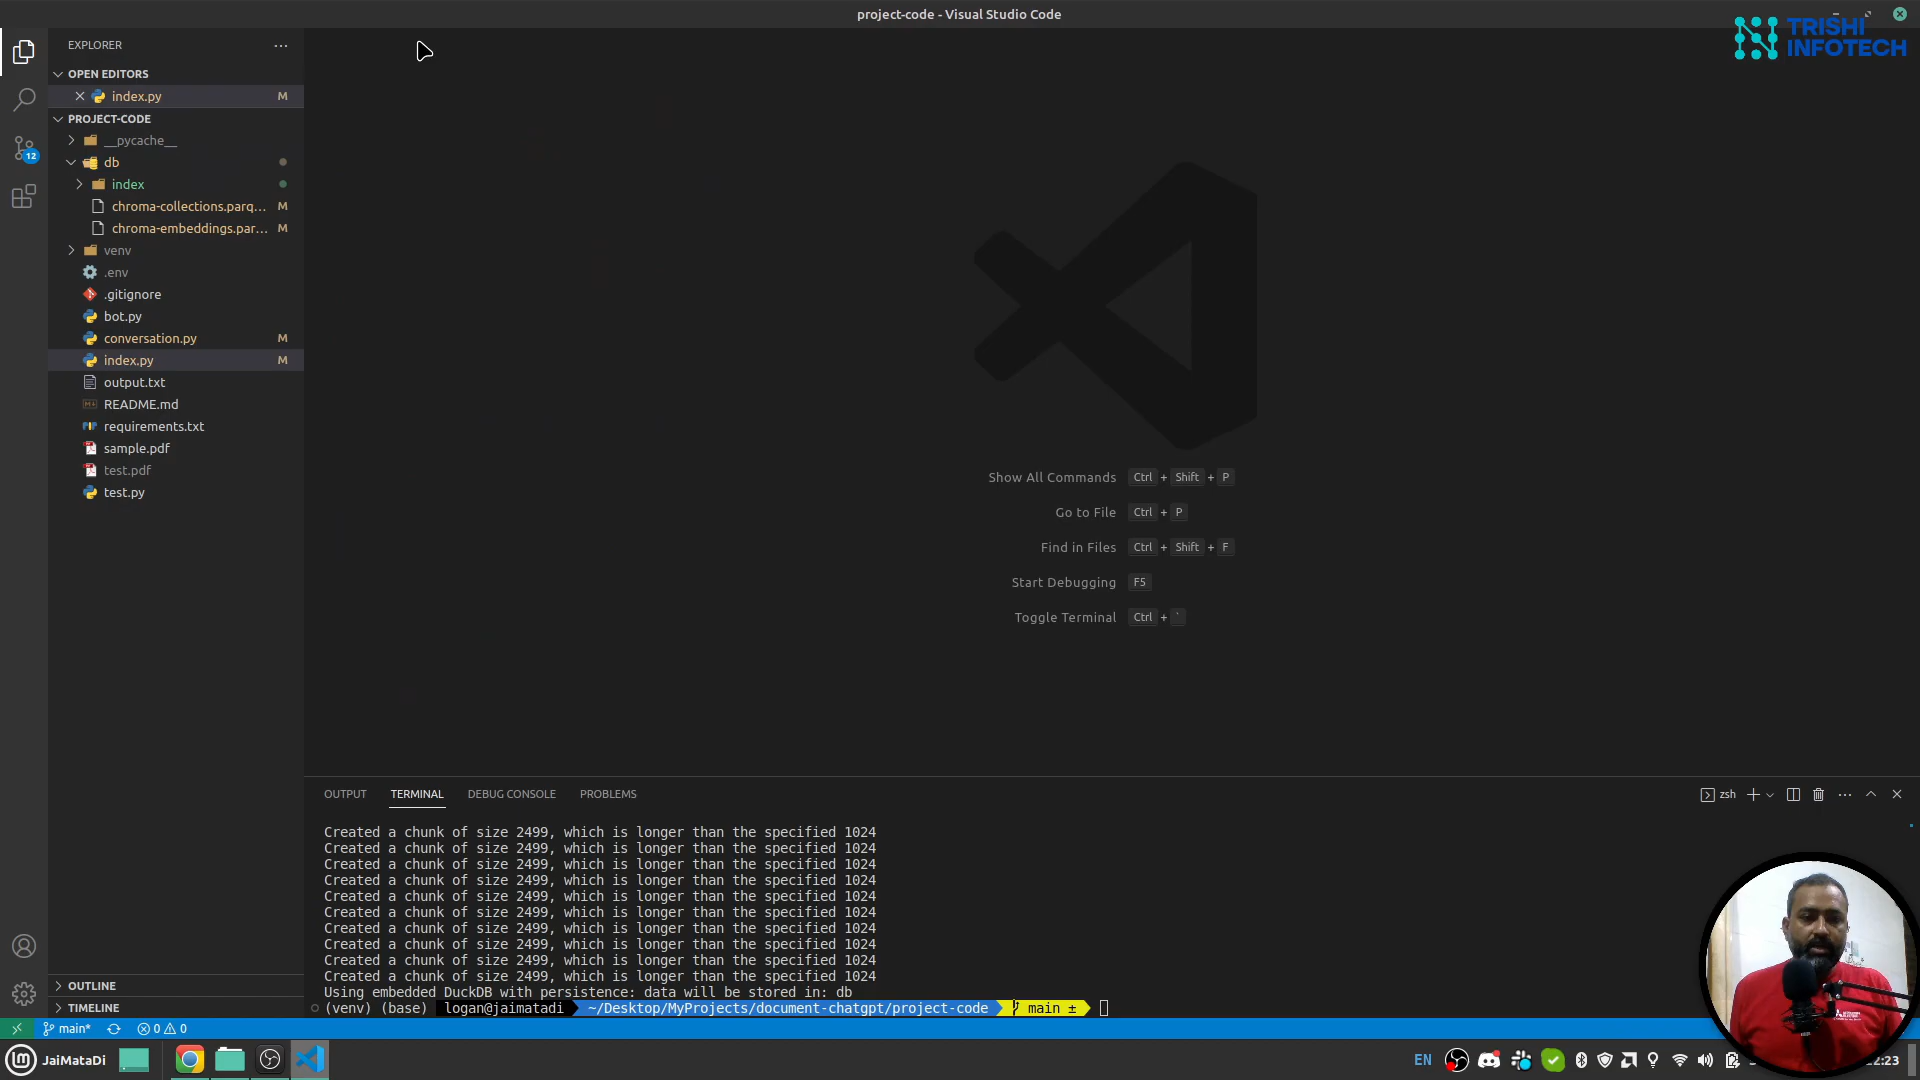 project-code - Visual Studio Code
TRISHI
INFOTECH
EXPLORER
OPEN EDITORS
index.py M
PROJECT-CODE
__pycache__
db
index
chroma-collections.parq... M
chroma-embeddings.par... M
venv
.env
.gitignore
bot.py
conversation.py M
index.py M
output.txt
README.md
requirements.txt
sample.pdf
test.pdf
test.py
12
Show All Commands Ctrl + Shift + P
Go to File Ctrl + P
Find in Files Ctrl + Shift + F
Start Debugging F5
Toggle Terminal Ctrl + `
OUTPUT TERMINAL DEBUG CONSOLE PROBLEMS
zsh
Created a chunk of size 2499, which is longer than the specified 1024
Created a chunk of size 2499, which is longer than the specified 1024
Created a chunk of size 2499, which is longer than the specified 1024
Created a chunk of size 2499, which is longer than the specified 1024
Created a chunk of size 2499, which is longer than the specified 1024
Created a chunk of size 2499, which is longer than the specified 1024
Created a chunk of size 2499, which is longer than the specified 1024
Created a chunk of size 2499, which is longer than the specified 1024
Created a chunk of size 2499, which is longer than the specified 1024
Created a chunk of size 2499, which is longer than the specified 1024
Using embedded DuckDB with persistence: data will be stored in: db
(venv) (base) logan@jaimatadi ~/Desktop/MyProjects/document-chatgpt/project-code main ±
OUTLINE
TIMELINE
main* 0 0
JaiMataDi
EN